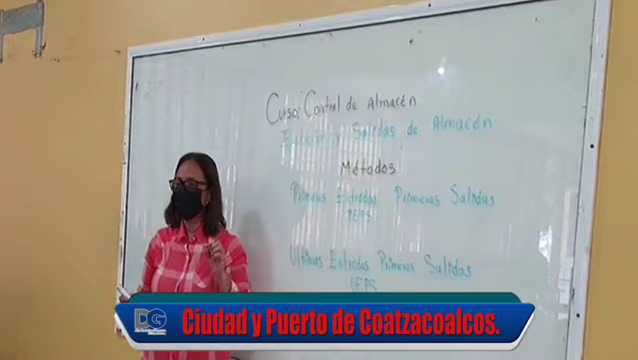 Curso: Control de Almacén
Salidas de Almacén
Métodos
Primeras Entradas Primeras Salidas
PEPS
Ultimas Entradas Primeras Salidas
UEPS
DG
Ciudad y Puerto de Coatzacoalcos.